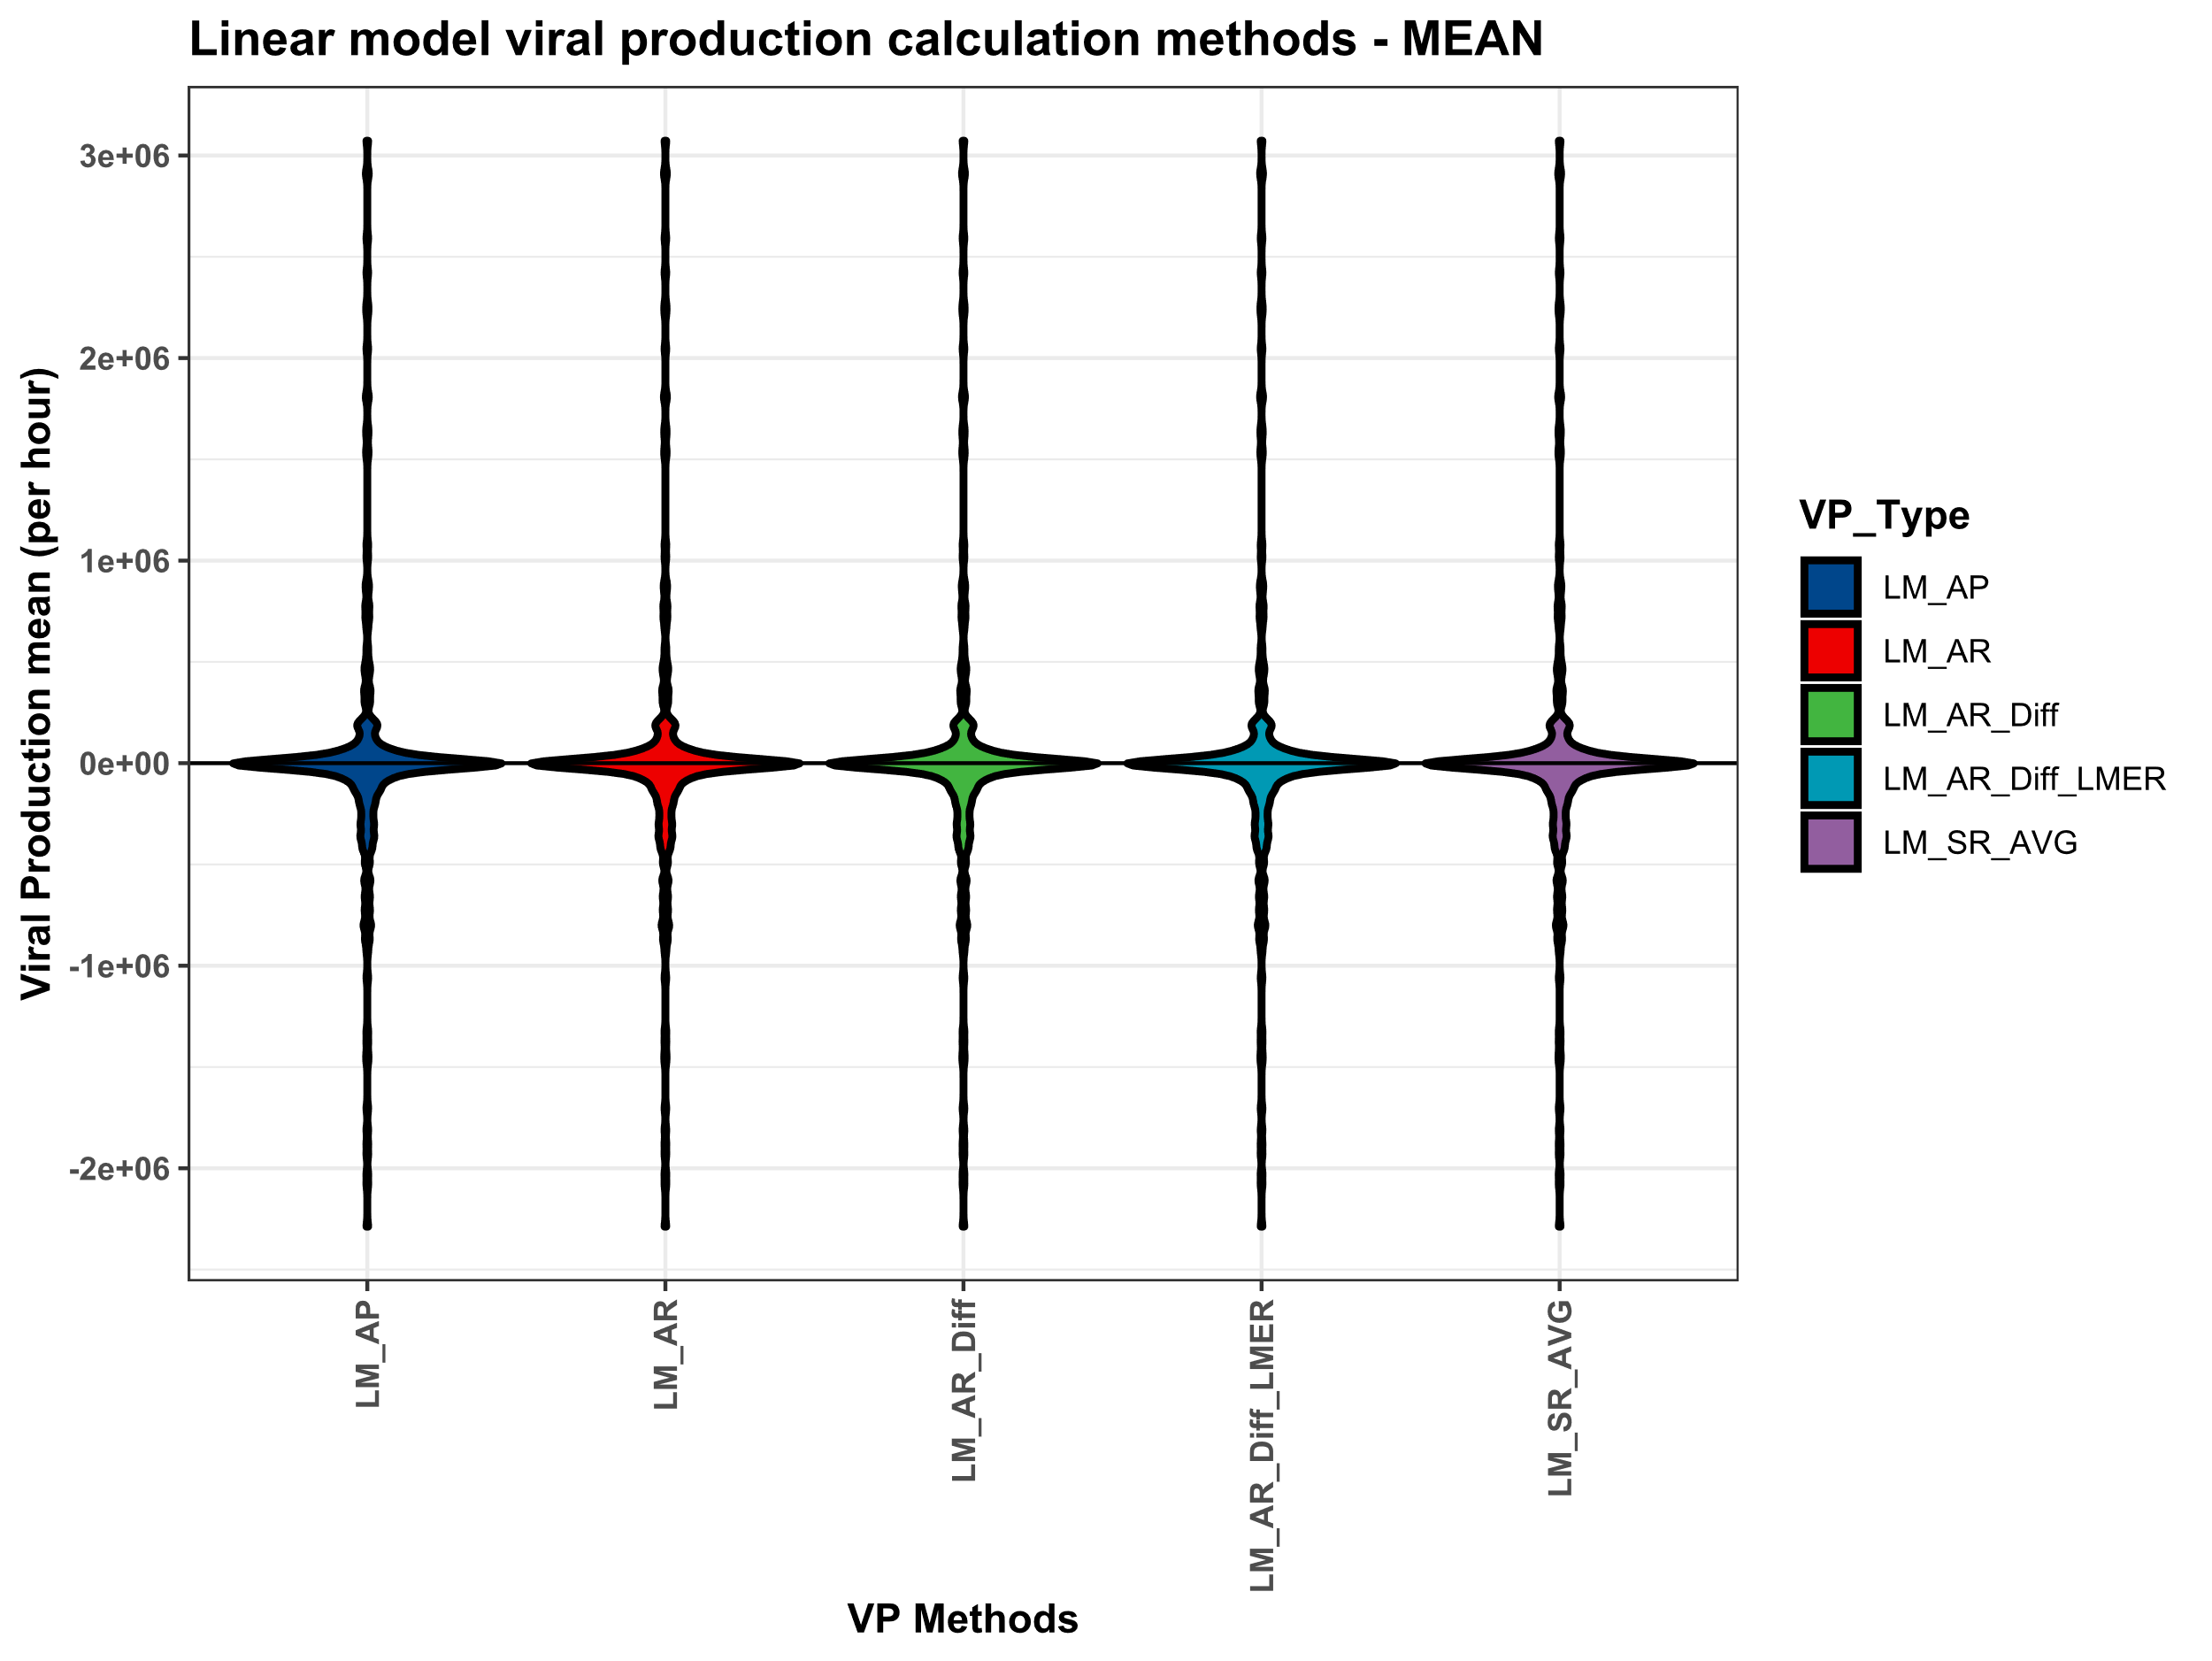 Linear model viral production calculation methods - MEAN
Viral Production mean (per hour)
3e+06
2e+06
1e+06
0e+00
-1e+06
-2e+06
LM_AP
LM_AR
LM_AR_Diff
LM_AR_Diff_LMER
LM_SR_AVG
VP Methods
VP_Type
LM_AP
LM_AR
LM_AR_Diff
LM_AR_Diff_LMER
LM_SR_AVG